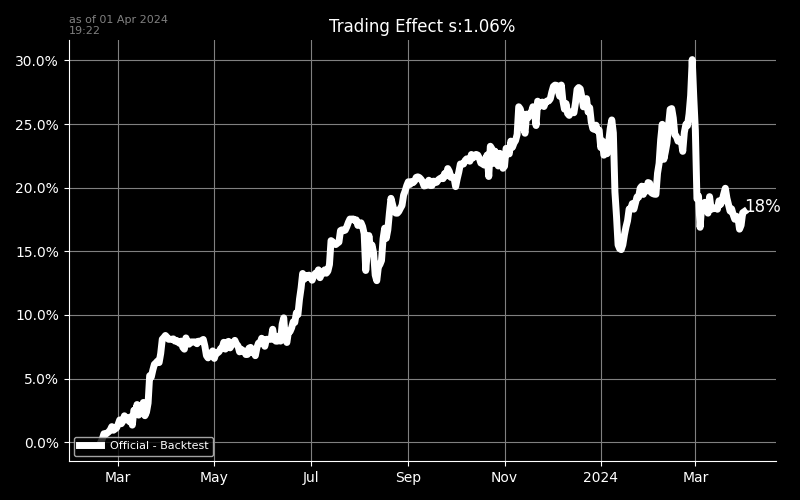 as of 01 Apr 2024
19:22
Trading Effect s:1.06%
30.0%
25.0%
20.0%
15.0%
10.0%
5.0%
0.0%
18%
Official - Backtest
Mar
May
Jul
Sep
Nov
2024
Mar